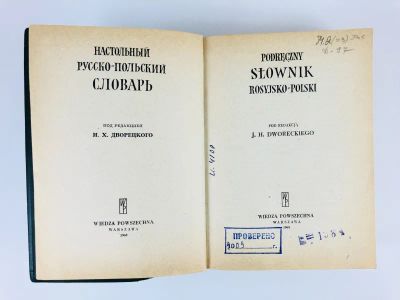 НАСТОЛЬНЫЙ
РУССКО-ПОЛЬСКИЙ
СЛОВАРЬ
ПОД РЕДАКЦИЕЙ
И. Х. ДВОРЕЦКОГО
WIEDZA POWSZECHNA
WARSZAWA
PODRĘCZNY
SŁOWNIK
ROSYJSKO-POLSKI
POD REDAKCJĄ
J. H. DWORECKIEGO
WIEDZA POWSZECHNA
WARSZAWA
ПРОВЕРЕНО
2009 г.